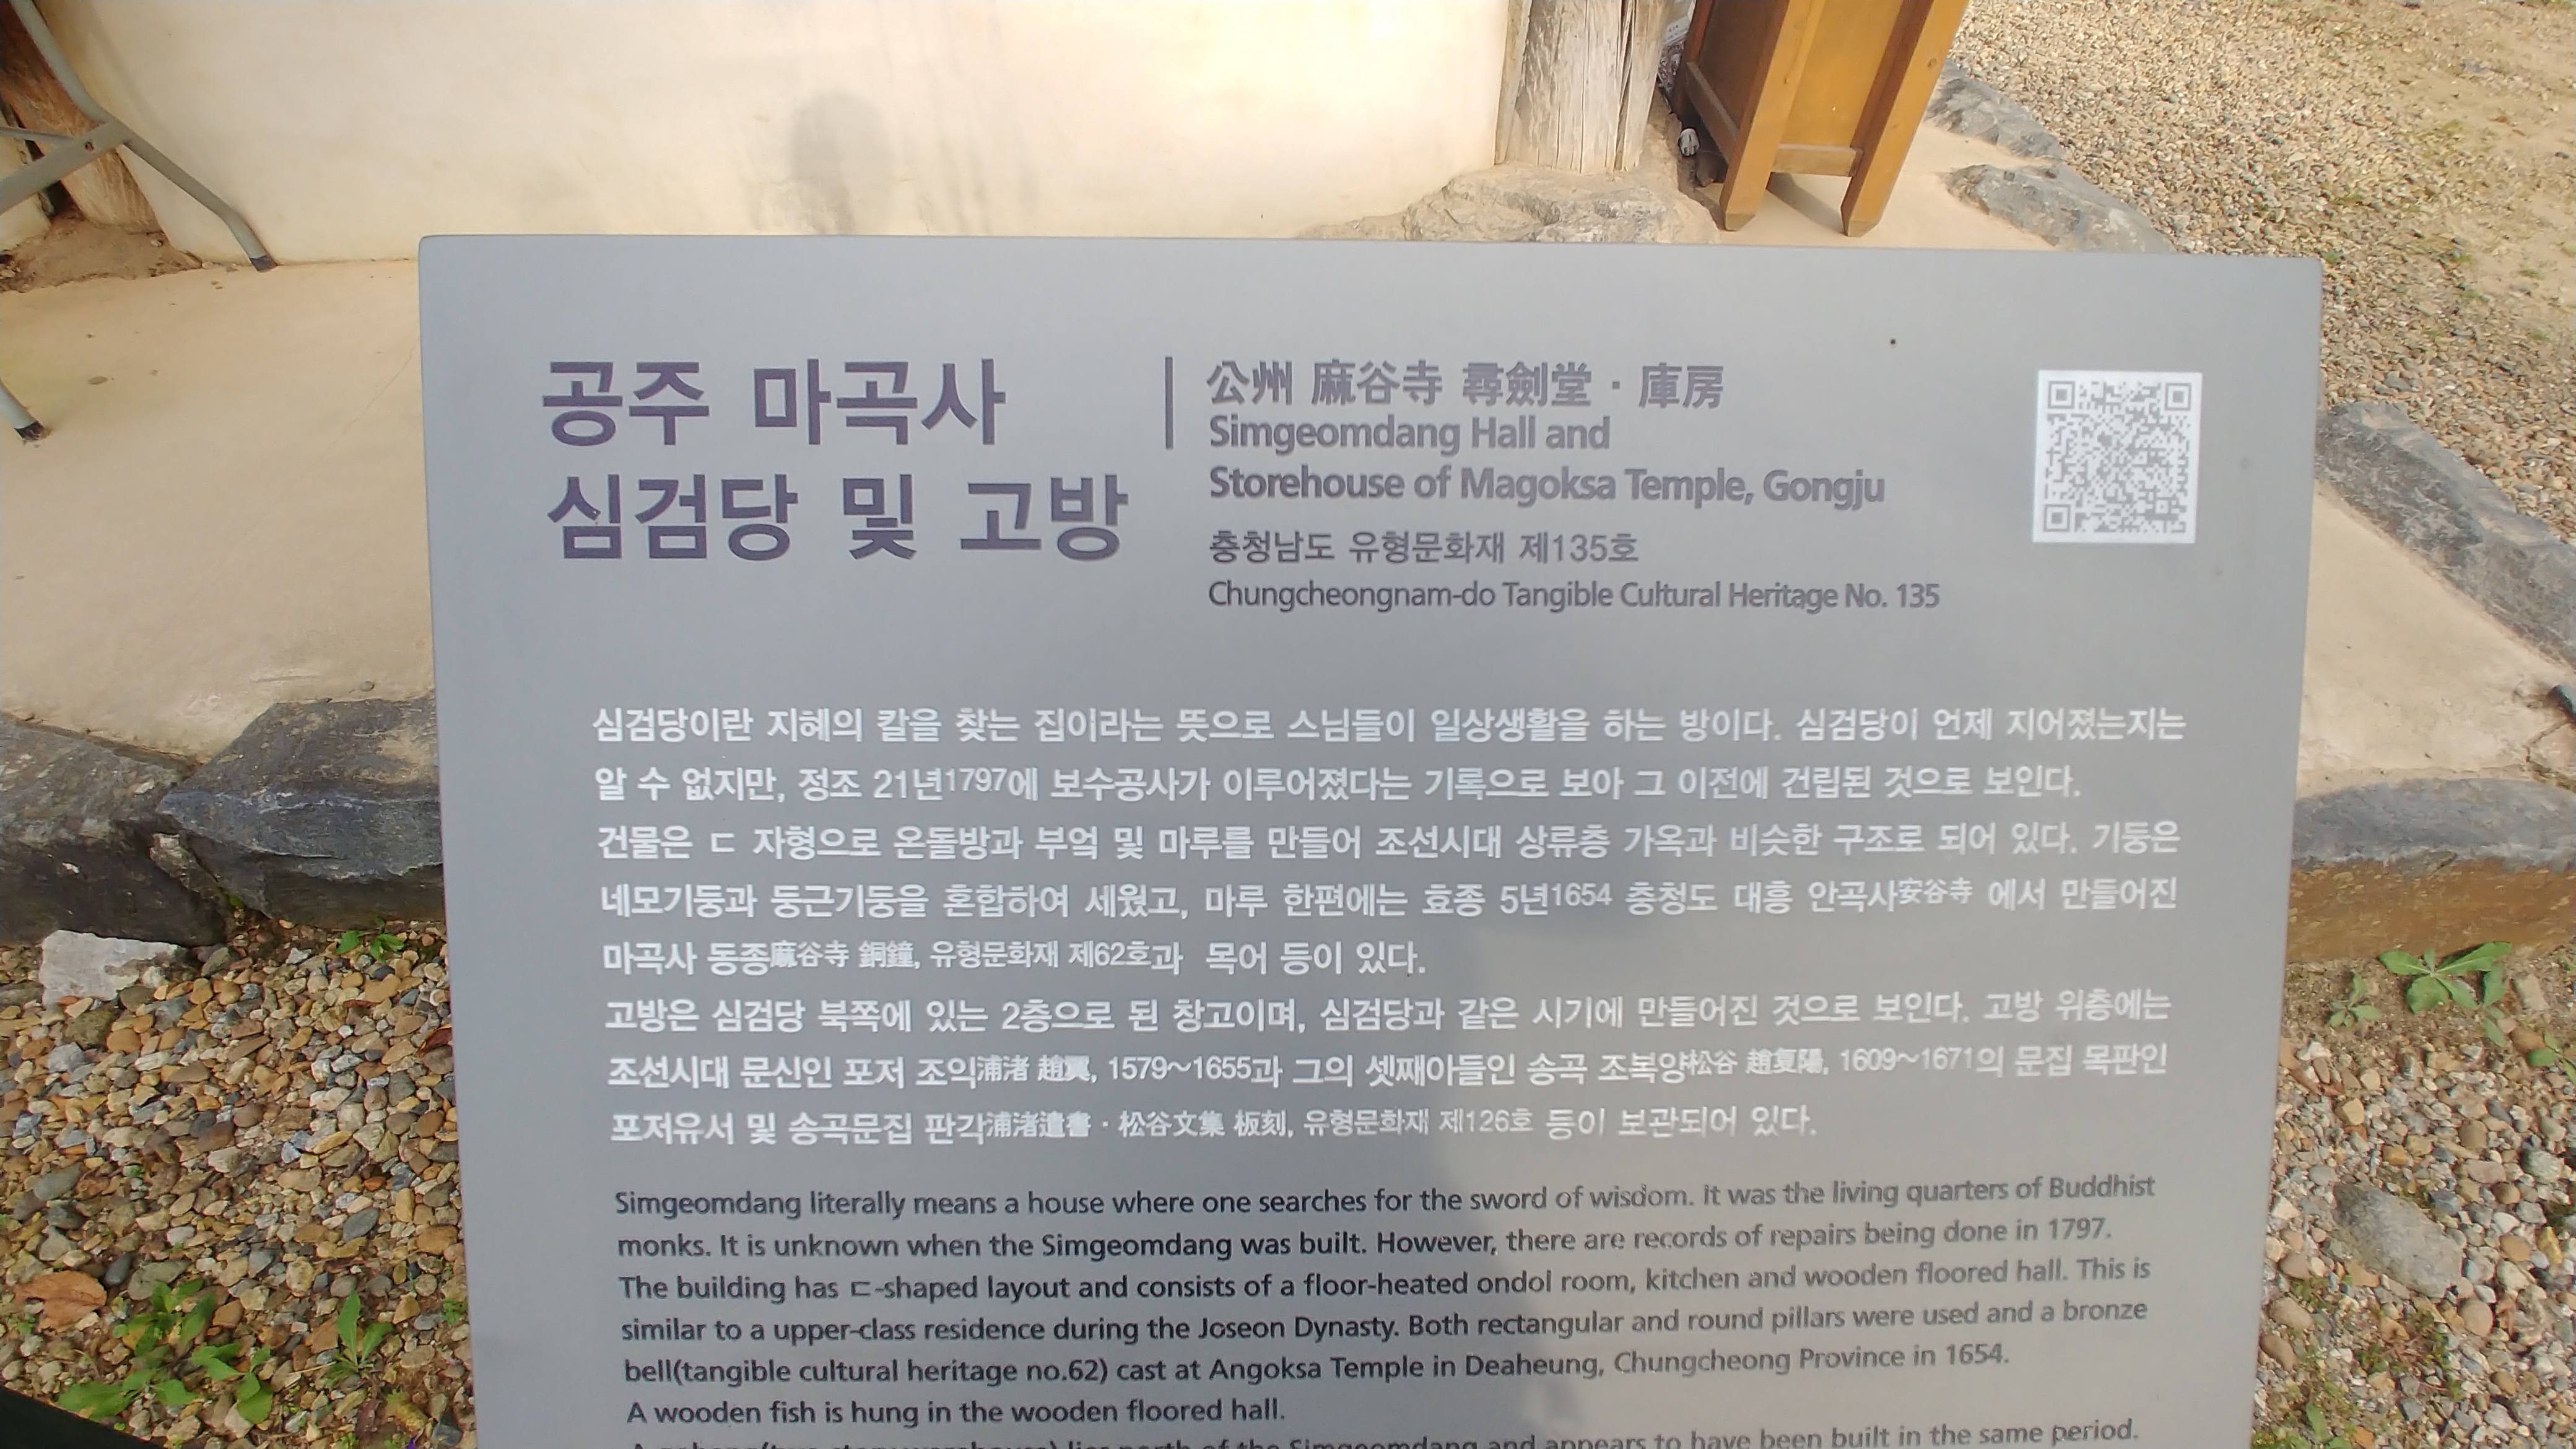 공주 마곡사
심검당 및 고방
公州 麻谷寺 尋劍堂 · 庫房
Simgeomdang Hall and
Storehouse of Magoksa Temple, Gongju
충청남도 유형문화재 제135호
Chungcheongnam-do Tangible Cultural Heritage No. 135
심검당이란 지혜의 칼을 찾는 집이라는 뜻으로 스님들이 일상생활을 하는 방이다. 심검당이 언제 지어졌는지는
알 수 없지만, 정조 21년1797에 보수공사가 이루어졌다는 기록으로 보아 그 이전에 건립된 것으로 보인다.
건물은 ㄷ 자형으로 온돌방과 부엌 및 마루를 만들어 조선시대 상류층 가옥과 비슷한 구조로 되어 있다. 기둥은
네모기둥과 둥근기둥을 혼합하여 세웠고, 마루 한편에는 효종 5년1654 충청도 대흥 안곡사安谷寺 에서 만들어진
마곡사 동종麻谷寺 銅鐘, 유형문화재 제62호과 목어 등이 있다.
고방은 심검당 북쪽에 있는 2층으로 된 창고이며, 심검당과 같은 시기에 만들어진 것으로 보인다. 고방 위층에는
조선시대 문신인 포저 조익浦渚 趙翼, 1579~1655과 그의 셋째아들인 송곡 조복양松谷 趙复陽, 1609~1671의 문집 목판인
포저유서 및 송곡문집 판각浦渚遺書 · 松谷文集 板刻, 유형문화재 제126호 등이 보관되어 있다.
Simgeomdang literally means a house where one searches for the sword of wisdom. It was the living quarters of Buddhist
monks. It is unknown when the Simgeomdang was built. However, there are records of repairs being done in 1797.
The building has ㄷ-shaped layout and consists of a floor-heated ondol room, kitchen and wooden floored hall. This is
similar to a upper-class residence during the Joseon Dynasty. Both rectangular and round pillars were used and a bronze
bell(tangible cultural heritage no.62) cast at Angoksa Temple in Deaheung, Chungcheong Province in 1654.
A wooden fish is hung in the wooden floored hall.
A gobang(two-story warehouse) lies north of the Simgeomdang and appears to have been built in the same period.